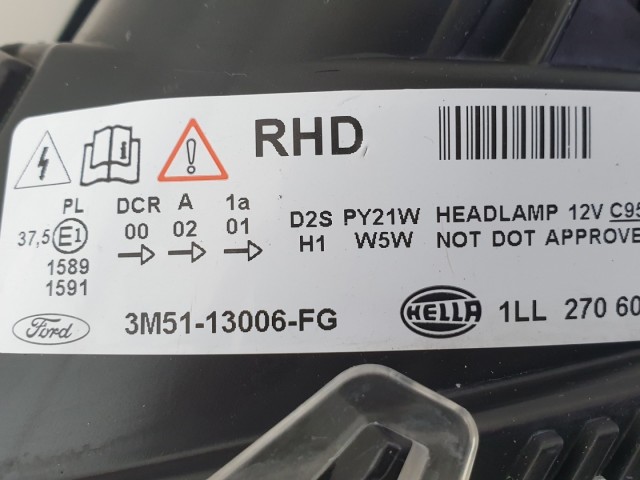 RHD
PL DCR A 1a
37,5 E1 00 02 01
1589
1591
D2S PY21W HEADLAMP 12V C95
H1 W5W NOT DOT APPROVE
Ford 3M51-13006-FG HELLA 1LL 270 60